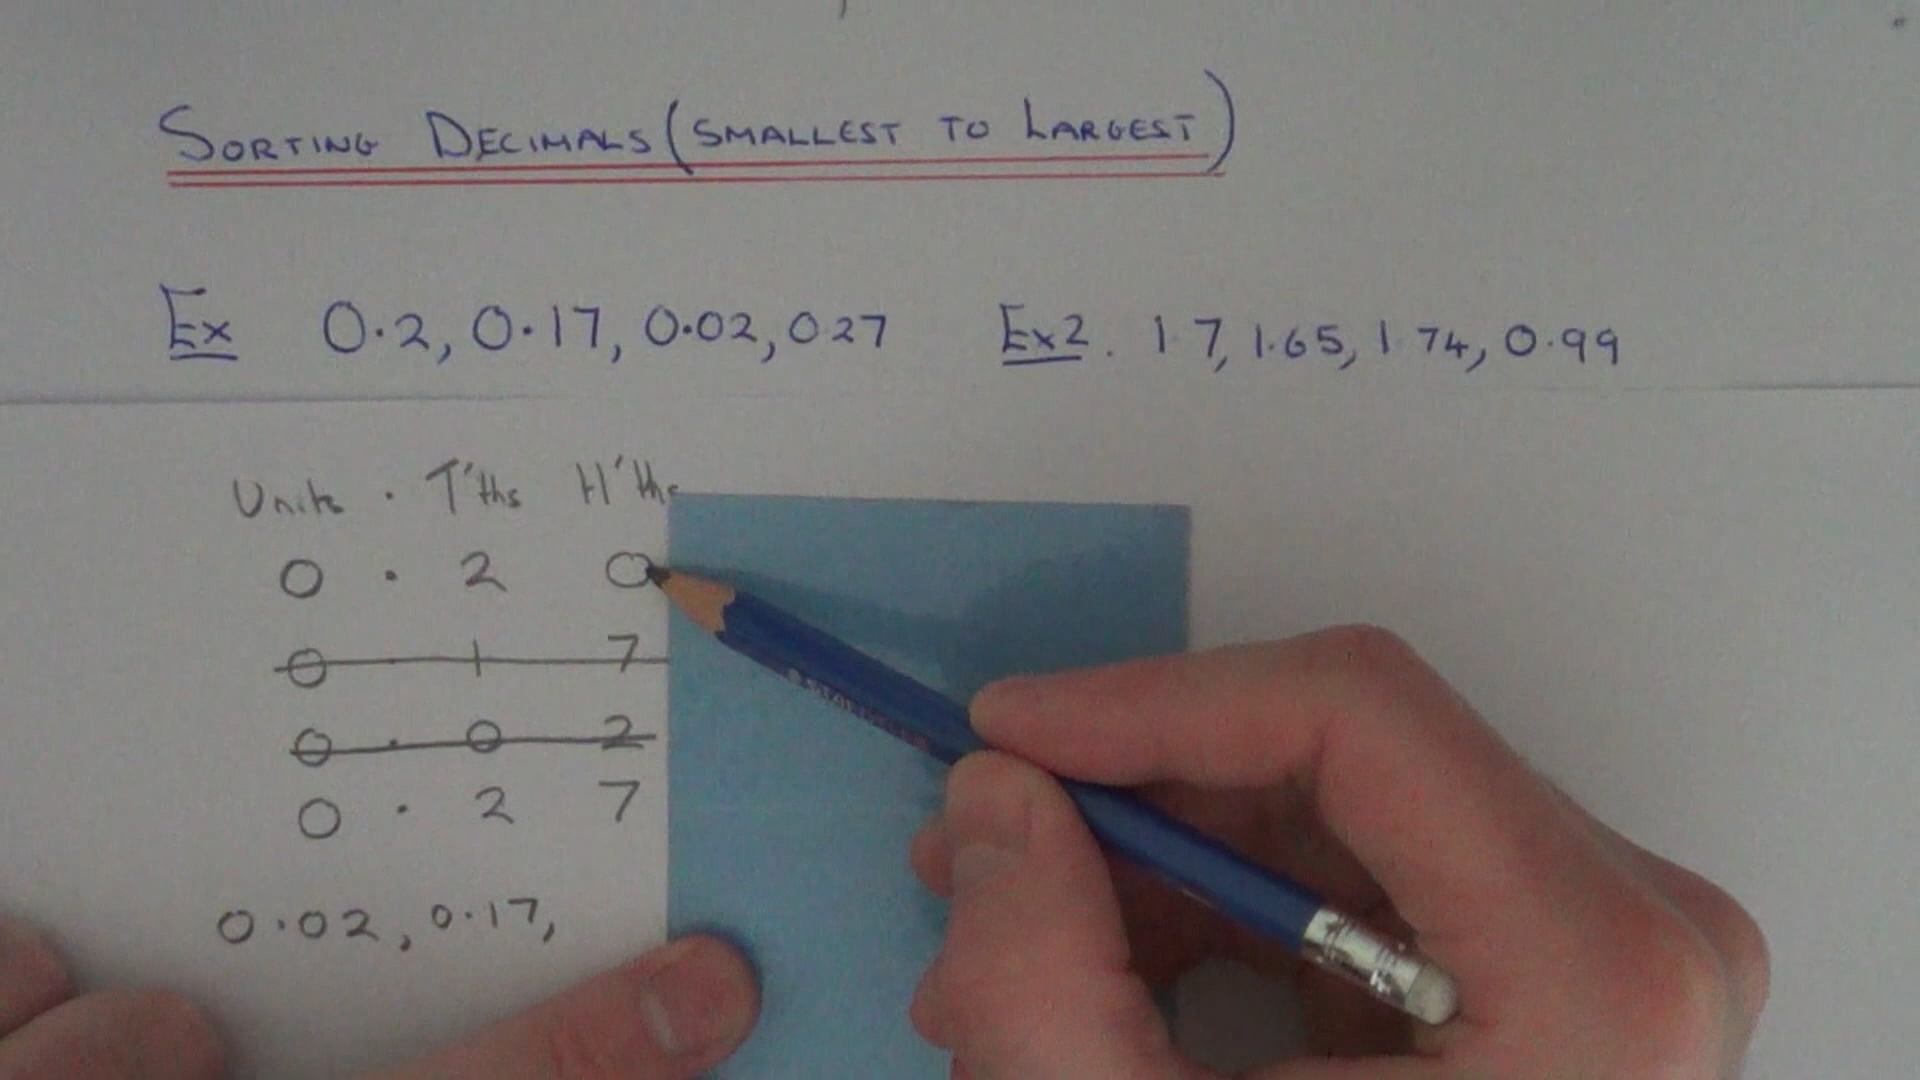 SORTING DECIMALS (SMALLEST TO LARGEST)
Ex 0.2, 0.17, 0.02, 0.27
Ex2. 1.7, 1.65, 1.74, 0.99
Units . T'ths H'ths
0 . 2 0
0 . 1 7
0 . 0 2
0 . 2 7
0.02, 0.17,